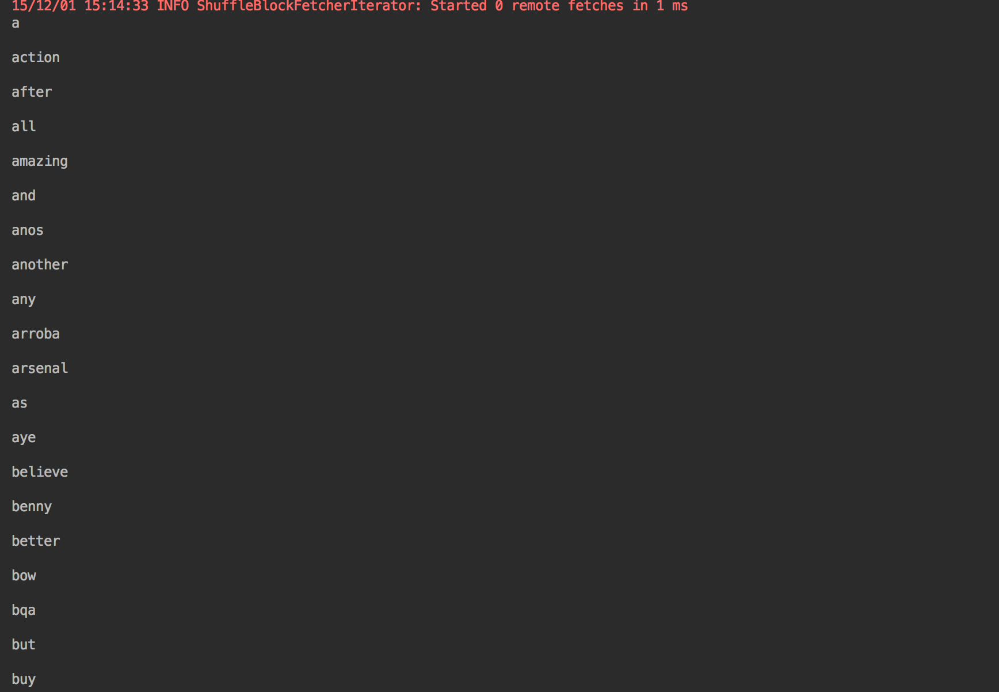 15/12/01 15:14:33 INFO ShuffleBlockFetcherIterator: Started 0 remote fetches in 1 ms
a
action
after
all
amazing
and
anos
another
any
arroba
arsenal
as
aye
believe
benny
better
bow
bqa
but
buy